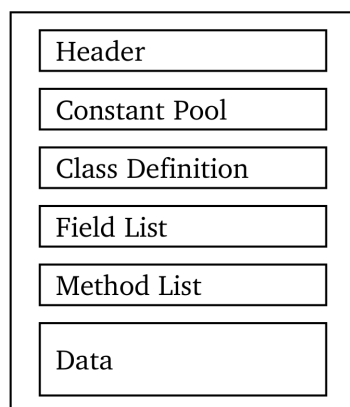 Header
Constant Pool
Class Definition
Field List
Method List
Data